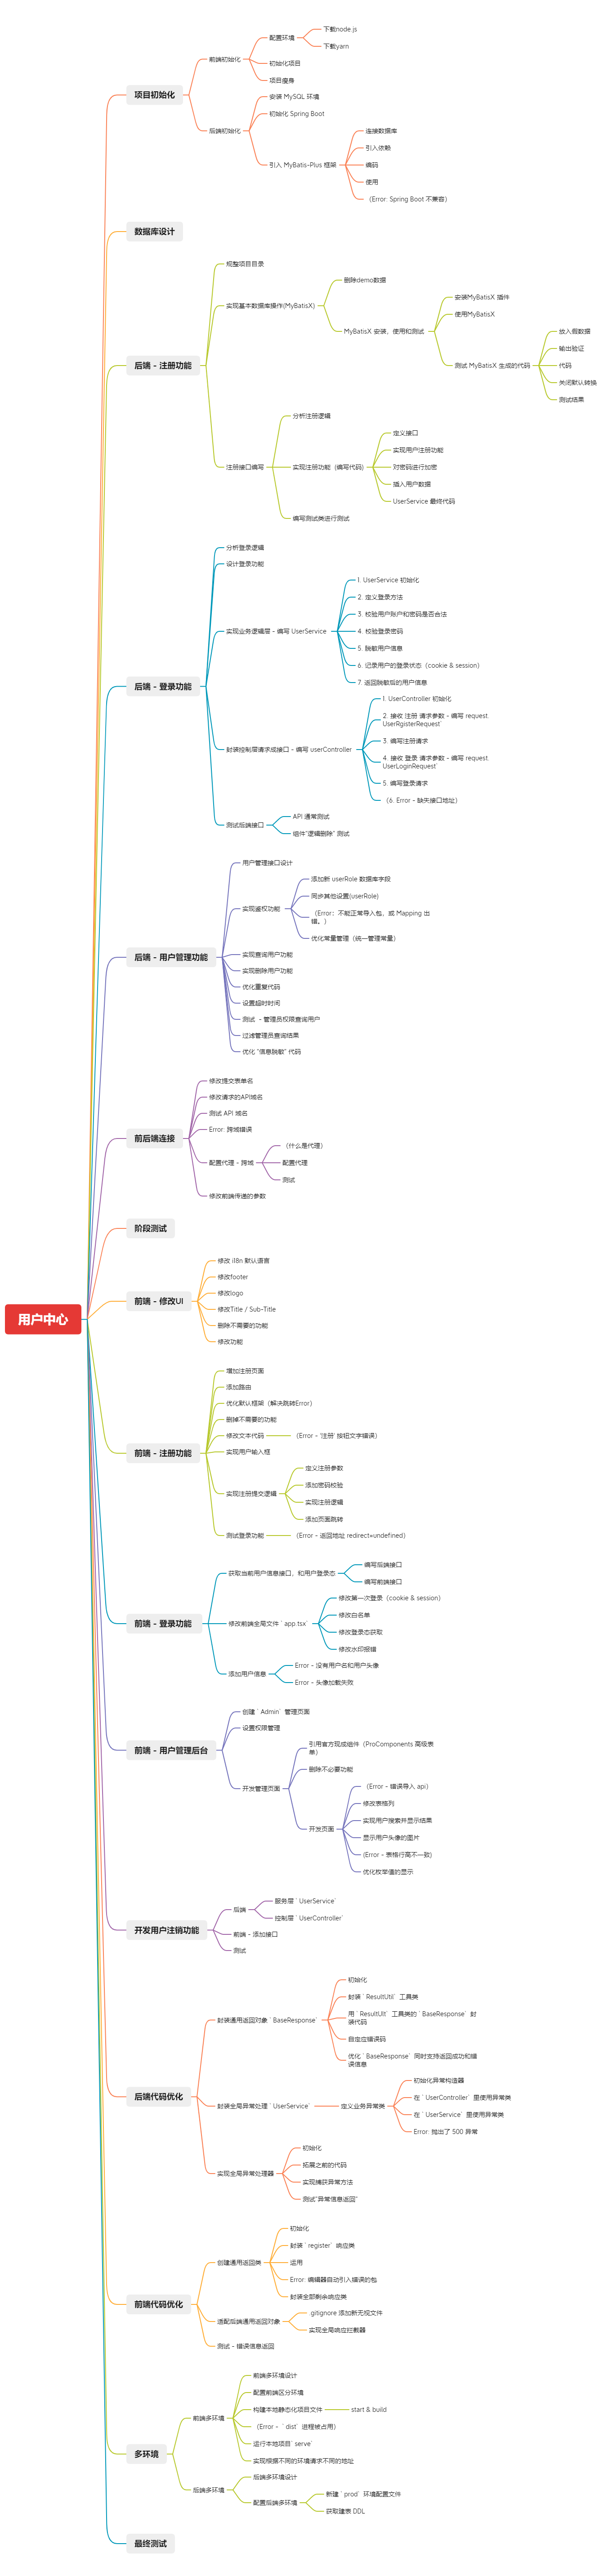 用户中心
项目初始化
前端初始化
配置环境
下载node.js
下载yarn
初始化项目
项目瘦身
后端初始化
安装 MySQL 环境
初始化 Spring Boot
引入 MyBatis-Plus 框架
连接数据库
引入依赖
编码
使用
（Error: Spring Boot 不兼容）
数据库设计
后端 - 注册功能
规整项目目录
实现基本数据库操作(MyBatisX)
删除demo数据
MyBatisX 安装、使用和测试
安装MyBatisX 插件
使用MyBatisX
测试 MyBatisX 生成的代码
放入假数据
输出验证
代码
关闭默认转换
测试结果
注册接口编写
分析注册逻辑
实现注册功能（编写代码）
定义接口
实现用户注册功能
对密码进行加密
插入用户数据
UserService 最终代码
编写测试类进行测试
后端 - 登录功能
分析登录逻辑
设计登录功能
实现业务逻辑层 - 编写 UserService
1. UserService 初始化
2. 定义登录方法
3. 校验用户账户和密码是否合法
4. 校验登录密码
5. 脱敏用户信息
6. 记录用户的登录状态（cookie & session）
7. 返回脱敏后的用户信息
封装控制层请求成接口 - 编写 userController
1. UserController 初始化
2. 接收 注册 请求参数 - 编写 request.
UserRgisterRequest`
3. 编写注册请求
4. 接收 登录 请求参数 - 编写 request.
UserLoginRequest`
5. 编写登录请求
（6. Error - 缺失接口地址）
测试后端接口
API 通常测试
组件"逻辑删除" 测试
后端 - 用户管理功能
用户管理接口设计
实现鉴权功能
添加新 userRole 数据库字段
同步其他设置(userRole)
（Error：不能正常导入包，或 Mapping 出
错。）
优化常量管理（统一管理常量）
实现查询用户功能
实现删除用户功能
优化重复代码
设置超时时间
测试 - 管理员权限查询用户
过滤管理员查询结果
优化 "信息脱敏" 代码
前后端连接
修改提交表单名
修改请求的API域名
测试 API 域名
Error: 跨域错误
配置代理 - 跨域
（什么是代理）
配置代理
测试
修改前端传递的参数
阶段测试
前端 - 修改UI
修改 i18n 默认语言
修改footer
修改logo
修改Title / Sub-Title
删除不需要的功能
修改功能
前端 - 注册功能
增加注册页面
添加路由
优化默认框架（解决跳转Error）
删掉不需要的功能
修改文本代码
（Error - '注册' 按钮文字错误）
实现用户输入框
实现注册提交逻辑
定义注册参数
添加密码校验
实现注册逻辑
添加页面跳转
测试登录功能
（Error - 返回地址 redirect=undefined）
前端 - 登录功能
获取当前用户信息接口，和用户登录态
编写后端接口
编写前端接口
修改前端全局文件 `app.tsx`
修改第一次登录（cookie & session）
修改白名单
修改登录态获取
修改水印报错
添加用户信息
Error - 没有用户名和用户头像
Error - 头像加载失败
前端 - 用户管理后台
创建 `Admin` 管理页面
设置权限管理
开发管理页面
引用官方现成组件（ProComponents 高级表
单）
删除不必要功能
开发页面
（Error - 错误导入 api）
修改表格列
实现用户搜索并显示结果
显示用户头像的图片
(Error - 表格行高不一致)
优化枚举值的显示
开发用户注销功能
后端
服务层 `UserService`
控制层 `UserController`
前端 - 添加接口
测试
后端代码优化
封装通用返回对象 `BaseResponse`
初始化
封装 `ResultUtil` 工具类
用 `ResultUlt` 工具类的 `BaseResponse` 封
装代码
自定应错误码
优化 `BaseResponse` 同时支持返回成功和错
误信息
封装全局异常处理 `UserService`
定义业务异常类
初始化异常构造器
在 `UserController` 里使用异常类
在 `UserService` 里使用异常类
Error: 抛出了 500 异常
实现全局异常处理器
初始化
拓展之前的代码
实现捕获异常方法
测试"异常信息返回"
前端代码优化
创建通用返回类
初始化
封装 `register` 响应类
运用
Error: 编辑器自动引入错误的包
封装全部剩余响应类
适配后端通用返回对象
.gitignore 添加新无视文件
实现全局响应拦截器
测试 - 错误信息返回
多环境
前端多环境
前端多环境设计
配置前端区分环境
构建本地静态化项目文件
start & build
（Error - `dist` 进程被占用）
运行本地项目`serve`
实现根据不同的环境请求不同的地址
后端多环境
后端多环境设计
配置后端多环境
新建 `prod` 环境配置文件
获取建表 DDL
最终测试